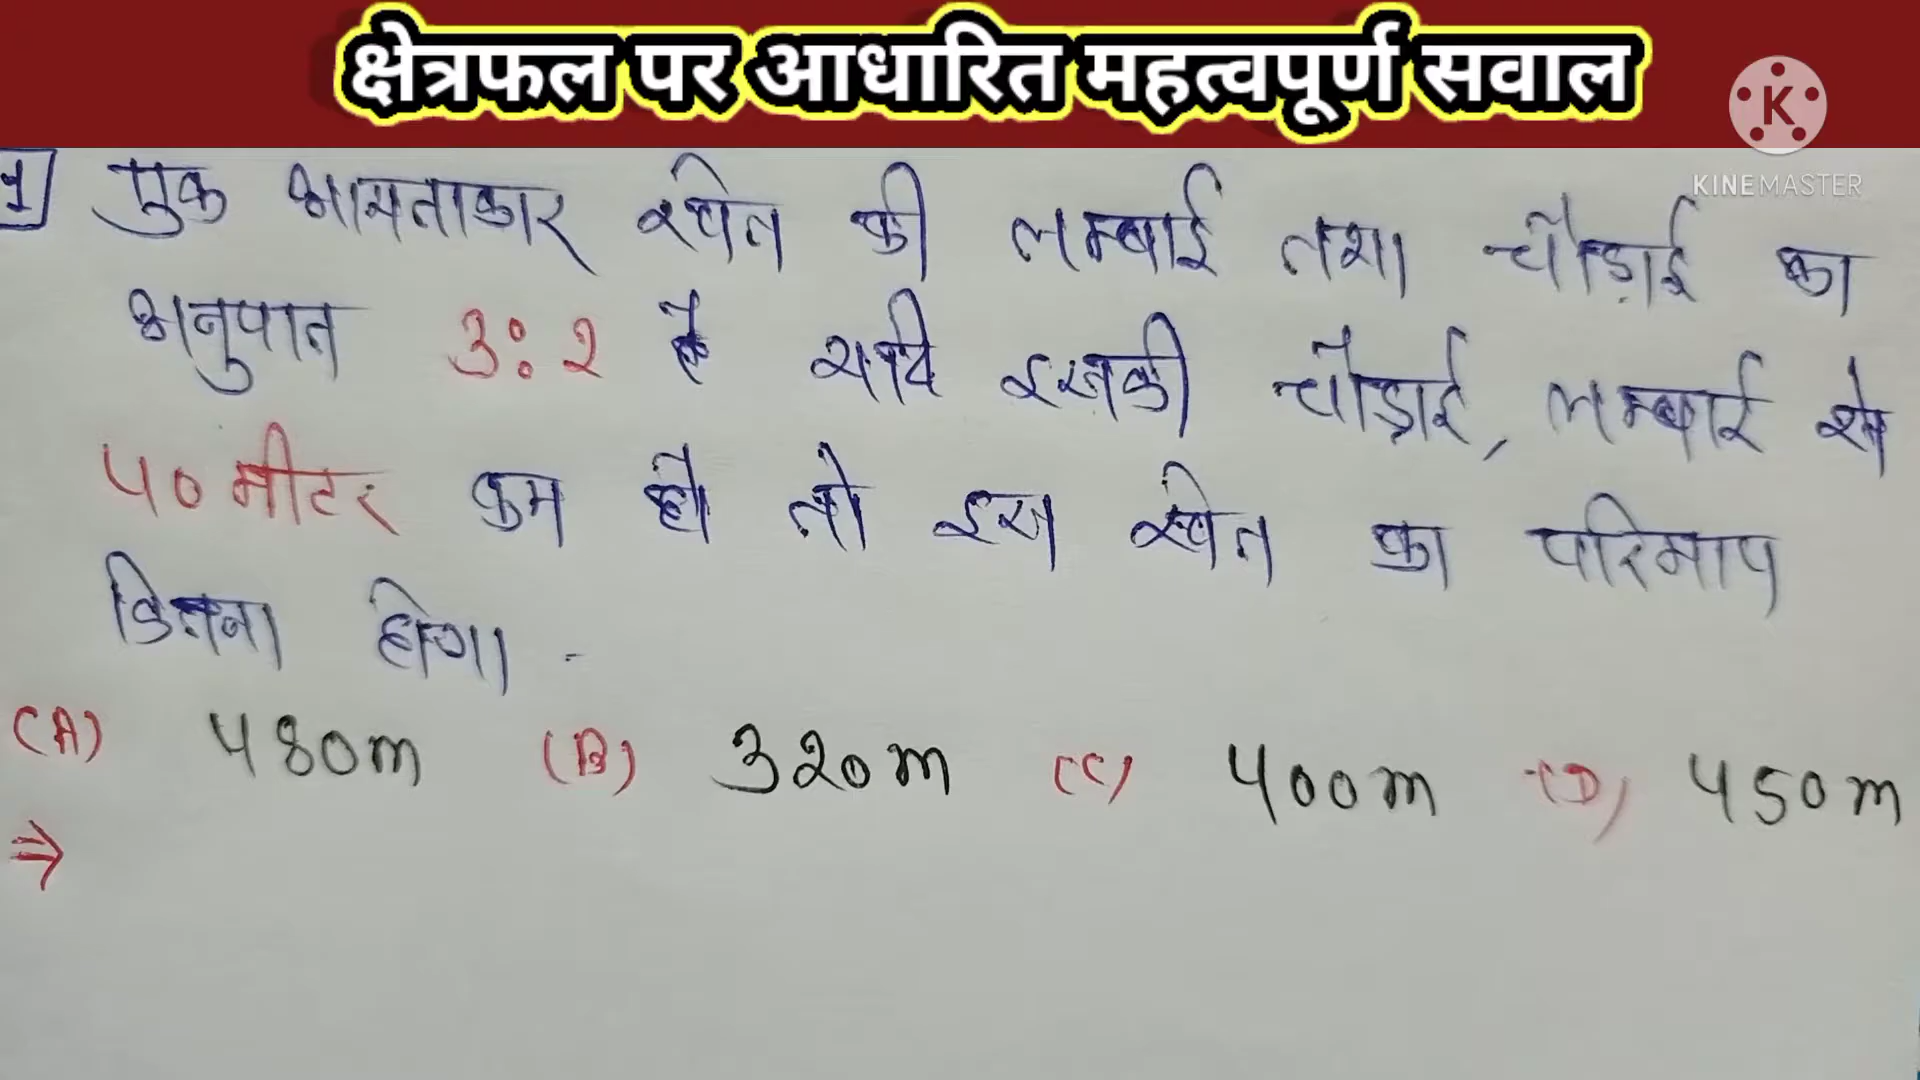 क्षेत्रफल पर आधारित महत्वपूर्ण सवाल
K
KINEMASTER
1 एक आयताकार खेत की लम्बाई तथा चौड़ाई का
अनुपात 3:2 है यदि इसकी चौड़ाई, लम्बाई से
40 मीटर कम हो तो इस खेत का परिमाप
कितना होगा -
(A) 480m (B) 320m (C) 400m (D) 450m
⇒